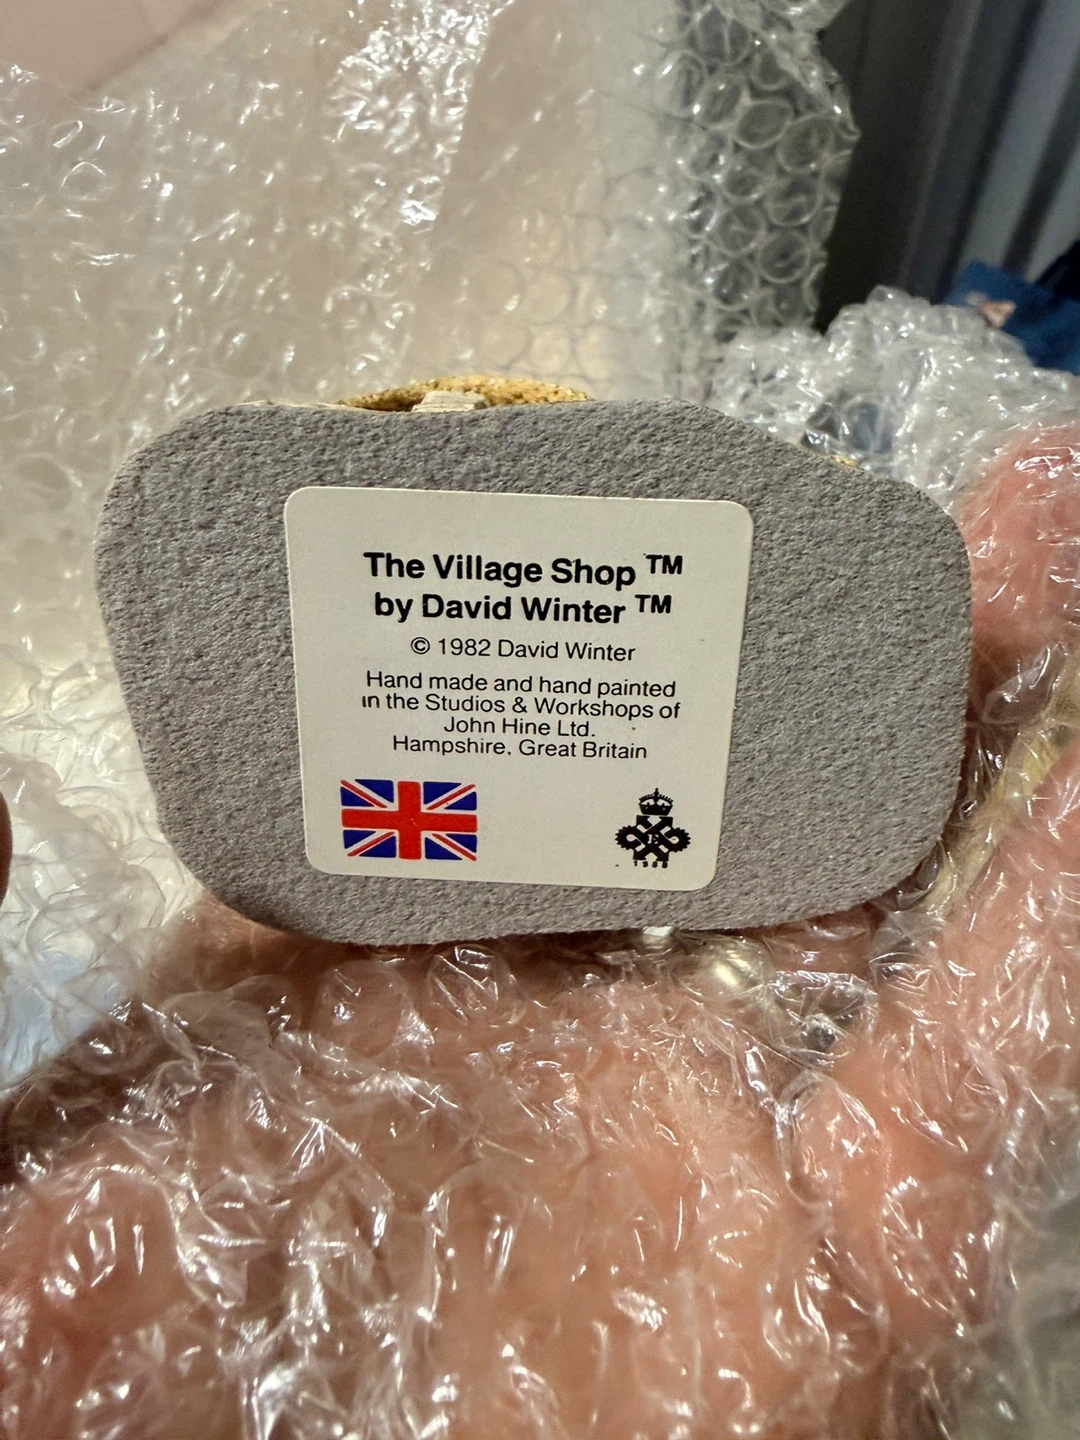 The Village Shop ™
by David Winter ™
© 1982 David Winter
Hand made and hand painted
in the Studios & Workshops of
John Hine Ltd.
Hampshire, Great Britain